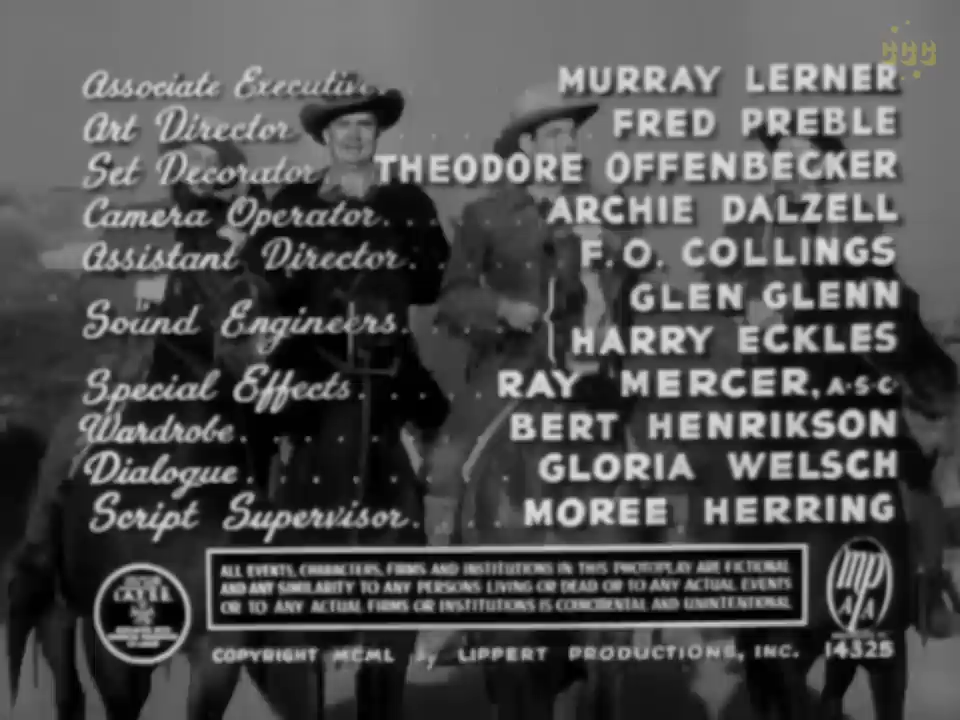 GGG
Associate Executive. MURRAY LERNER
Art Director . . . . . . FRED PREBLE
Set Decorator THEODORE OFFENBECKER
Camera Operator. . . . . . ARCHIE DALZELL
Assistant Director. . . . . F. O. COLLINGS
Sound Engineers. . . . { GLEN GLENN
HARRY ECKLES
Special Effects. . . . . RAY MERCER, A·S·C·
Wardrobe. . . . . . . BERT HENRIKSON
Dialogue. . . . . . . GLORIA WELSCH
Script Supervisor. . . . MOREE HERRING
ALL EVENTS, CHARACTERS, FIRMS AND INSTITUTIONS IN THIS PHOTOPLAY ARE FICTIONAL
AND ANY SIMILARITY TO ANY PERSONS LIVING OR DEAD OR TO ANY ACTUAL EVENTS
OR TO ANY ACTUAL FIRMS OR INSTITUTIONS IS COINCIDENTAL AND UNINTENTIONAL
MPAA
COPYRIGHT MCML By LIPPERT PRODUCTIONS, INC. 14325